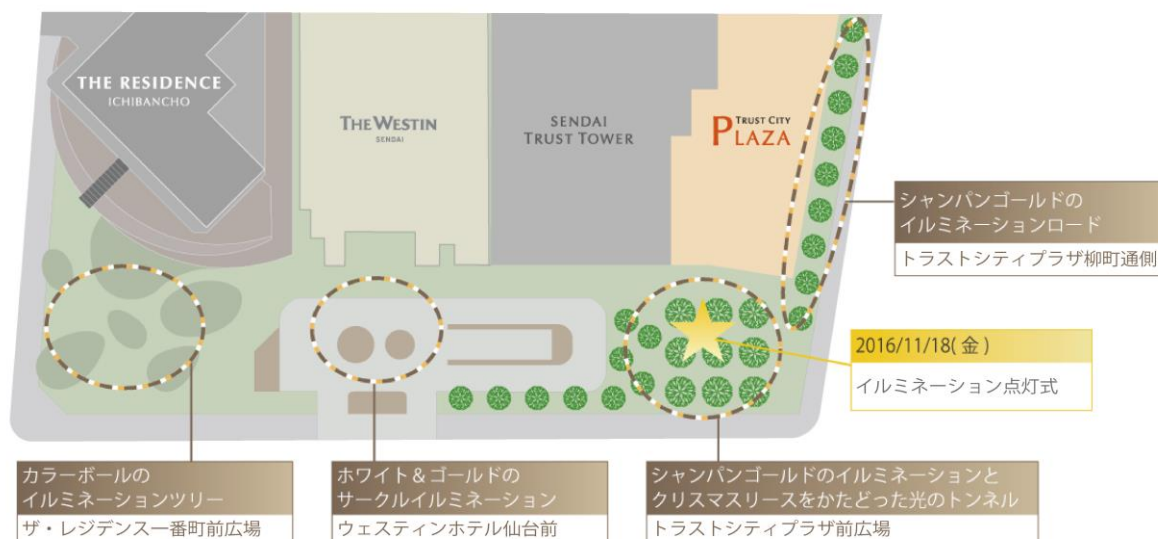 THE RESIDENCE
ICHIBANCHO
THE WESTIN
SENDAI
SENDAI
TRUST TOWER
TRUST CITY
PLAZA
シャンパンゴールドの
イルミネーションロード
トラストシティプラザ柳町通側
2016/11/18(金)
イルミネーション点灯式
カラーボールの
イルミネーションツリー
ザ・レジデンス一番町前広場
ホワイト&ゴールドの
サークルイルミネーション
ウェスティンホテル仙台前
シャンパンゴールドのイルミネーションと
クリスマスリースをかたどった光のトンネル
トラストシティプラザ前広場